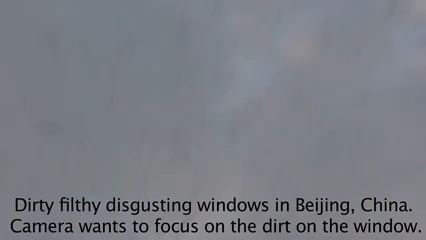 Dirty filthy disgusting windows in Beijing, China.
Camera wants to focus on the dirt on the window.